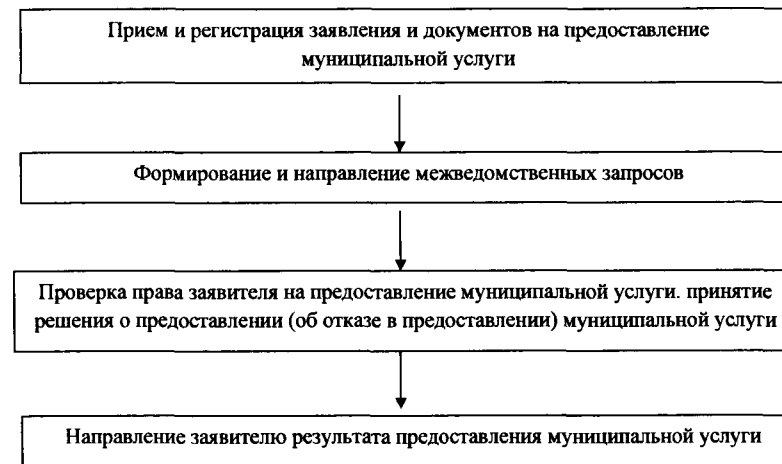 Прием и регистрация заявления и документов на предоставление
муниципальной услуги
Формирование и направление межведомственных запросов
Проверка права заявителя на предоставление муниципальной услуги. принятие
решения о предоставлении (об отказе в предоставлении) муниципальной услуги
Направление заявителю результата предоставления муниципальной услуги